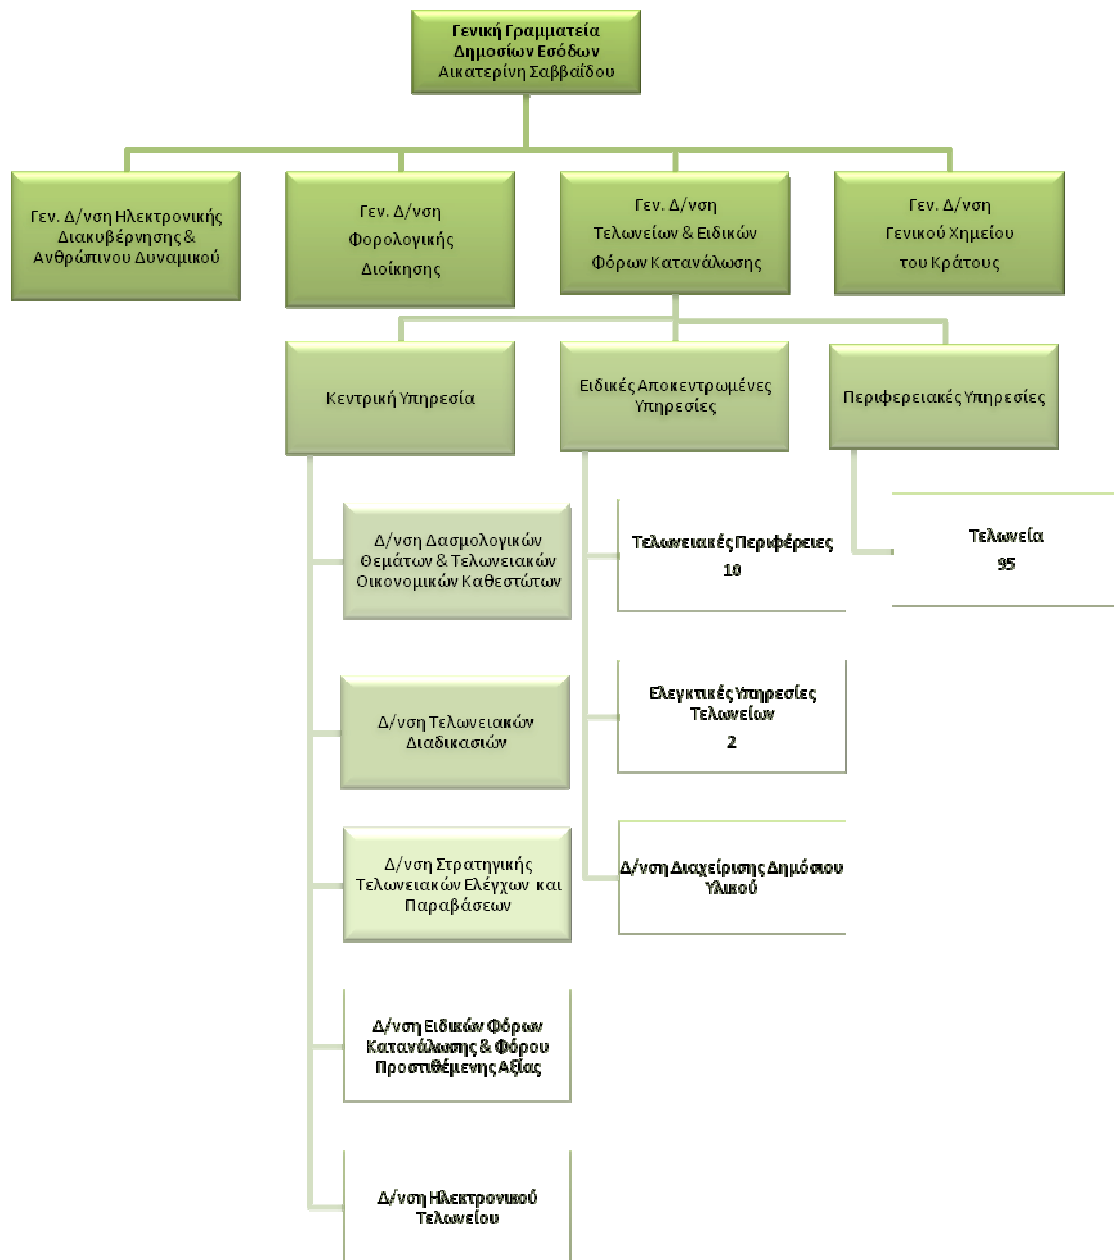 Γενική Γραμματεία
Δημοσίων Εσόδων
Αικατερίνη Σαββαΐδου
Γεν. Δ/νση Ηλεκτρονικής
Διακυβέρνησης &
Ανθρώπινου Δυναμικού
Γεν. Δ/νση
Φορολογικής
Διοίκησης
Γεν. Δ/νση
Τελωνείων & Ειδικών
Φόρων Κατανάλωσης
Γεν. Δ/νση
Γενικού Χημείου
του Κράτους
Κεντρική Υπηρεσία
Ειδικές Αποκεντρωμένες
Υπηρεσίες
Περιφερειακές Υπηρεσίες
Δ/νση Δασμολογικών
Θεμάτων & Τελωνειακών
Οικονομικών Καθεστώτων
Δ/νση Τελωνειακών
Διαδικασιών
Δ/νση Στρατηγικής
Τελωνειακών Ελέγχων και
Παραβάσεων
Δ/νση Ειδικών Φόρων
Κατανάλωσης & Φόρου
Προστιθέμενης Αξίας
Δ/νση Ηλεκτρονικού
Τελωνείου
Τελωνειακές Περιφέρειες
10
Ελεγκτικές Υπηρεσίες
Τελωνείων
2
Δ/νση Διαχείρισης Δημόσιου
Υλικού
Τελωνεία
95